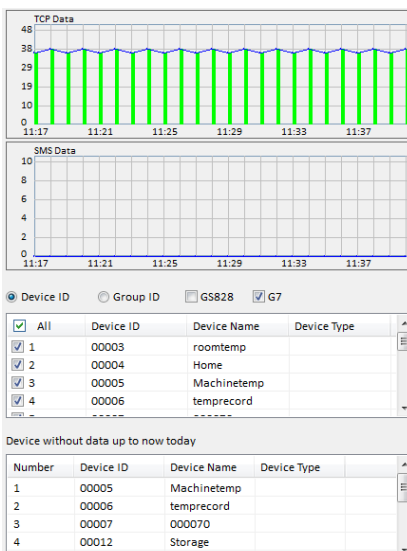 TCP Data
48
38
29
19
10
0
11:17 11:21 11:25 11:29 11:33 11:37
SMS Data
10
8
6
4
2
0
11:17 11:21 11:25 11:29 11:33 11:37
Device ID Group ID GS828 G7
All Device ID Device Name Device Type
1 00003 roomtemp
2 00004 Home
3 00005 Machinetemp
4 00006 temprecord
Device without data up to now today
Number Device ID Device Name Device Type
1 00005 Machinetemp
2 00006 temprecord
3 00007 000070
4 00012 Storage